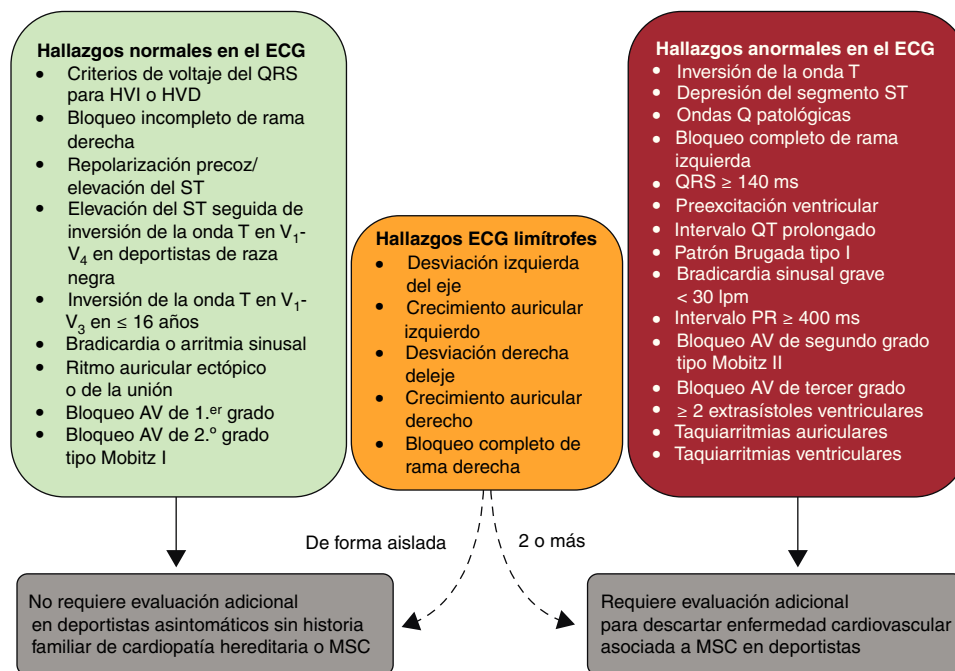 Hallazgos normales en el ECG
• Criterios de voltaje del QRS
para HVI o HVD
• Bloqueo incompleto de rama
derecha
• Repolarización precoz/
elevación del ST
• Elevación del ST seguida de
inversión de la onda T en V1-
V4 en deportistas de raza
negra
• Inversión de la onda T en V1-
V3 en ≤ 16 años
• Bradicardia o arritmia sinusal
• Ritmo auricular ectópico
o de la unión
• Bloqueo AV de 1.er grado
• Bloqueo AV de 2.º grado
tipo Mobitz I
Hallazgos ECG limítrofes
• Desviación izquierda
del eje
• Crecimiento auricular
izquierdo
• Desviación derecha
deleje
• Crecimiento auricular
derecho
• Bloqueo completo de
rama derecha
Hallazgos anormales en el ECG
• Inversión de la onda T
• Depresión del segmento ST
• Ondas Q patológicas
• Bloqueo completo de rama
izquierda
• QRS ≥ 140 ms
• Preexcitación ventricular
• Intervalo QT prolongado
• Patrón Brugada tipo I
• Bradicardia sinusal grave
< 30 lpm
• Intervalo PR ≥ 400 ms
• Bloqueo AV de segundo grado
tipo Mobitz II
• Bloqueo AV de tercer grado
• ≥ 2 extrasístoles ventriculares
• Taquiarritmias auriculares
• Taquiarritmias ventriculares
De forma aislada
2 o más
No requiere evaluación adicional
en deportistas asintomáticos sin historia
familiar de cardiopatía hereditaria o MSC
Requiere evaluación adicional
para descartar enfermedad cardiovascular
asociada a MSC en deportistas